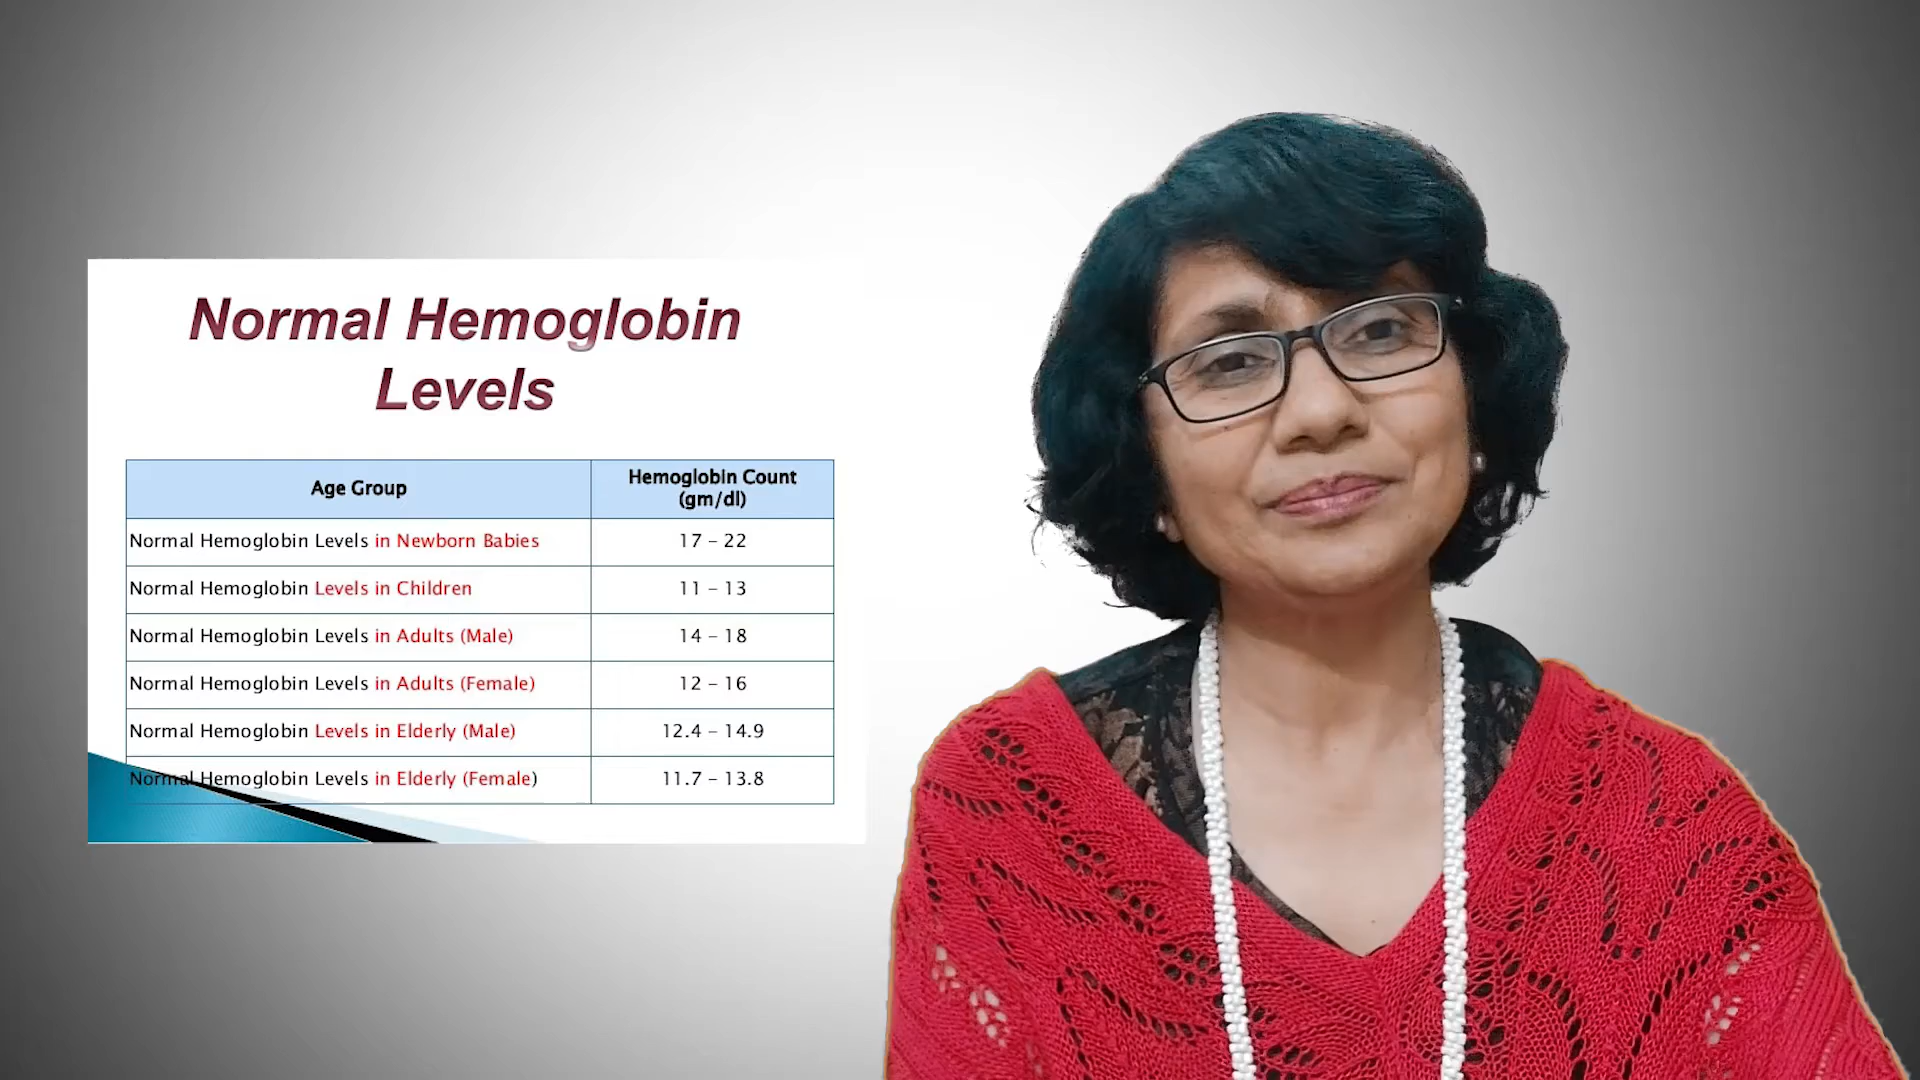 Normal Hemoglobin
Levels
Age Group
Hemoglobin Count
(gm/dl)
Normal Hemoglobin Levels in Newborn Babies
17 – 22
Normal Hemoglobin Levels in Children
11 – 13
Normal Hemoglobin Levels in Adults (Male)
14 – 18
Normal Hemoglobin Levels in Adults (Female)
12 – 16
Normal Hemoglobin Levels in Elderly (Male)
12.4 – 14.9
Normal Hemoglobin Levels in Elderly (Female)
11.7 – 13.8